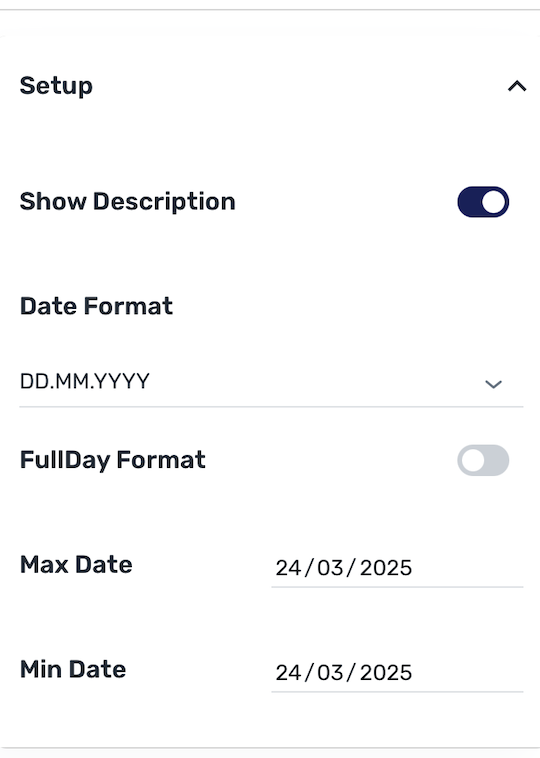 Setup
Show Description
Date Format
DD.MM.YYYY
FullDay Format
Max Date 24/03/2025
Min Date 24/03/2025